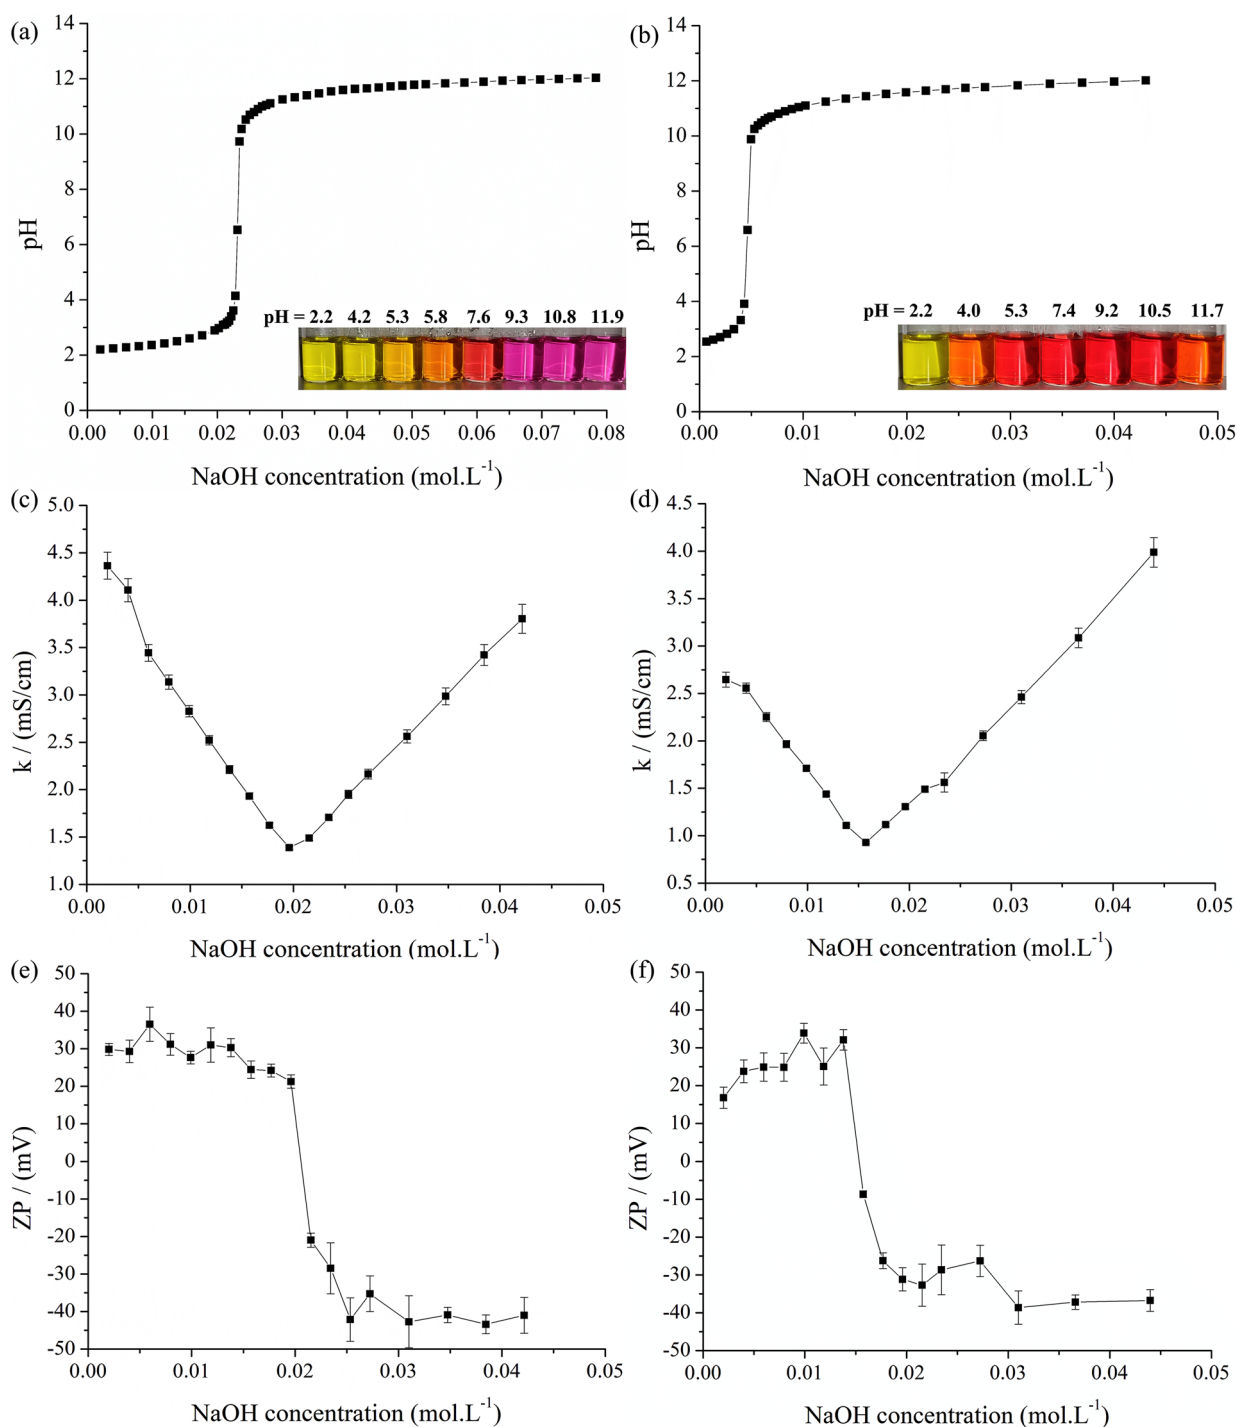 (a)
14
12
10
8
6
4
2
0
pH
pH = 2.2 4.2 5.3 5.8 7.6 9.3 10.8 11.9
0.00 0.01 0.02 0.03 0.04 0.05 0.06 0.07 0.08
NaOH concentration (mol.L⁻¹)
(b)
14
12
10
8
6
4
2
0
pH
pH = 2.2 4.0 5.3 7.4 9.2 10.5 11.7
0.00 0.01 0.02 0.03 0.04 0.05
NaOH concentration (mol.L⁻¹)
(c)
5.0
4.5
4.0
3.5
3.0
2.5
2.0
1.5
1.0
k / (mS/cm)
0.00 0.01 0.02 0.03 0.04 0.05
NaOH concentration (mol.L⁻¹)
(d)
4.5
4.0
3.5
3.0
2.5
2.0
1.5
1.0
0.5
k / (mS/cm)
0.00 0.01 0.02 0.03 0.04 0.05
NaOH concentration (mol.L⁻¹)
(e)
50
40
30
20
10
0
-10
-20
-30
-40
-50
ZP / (mV)
0.00 0.01 0.02 0.03 0.04 0.05
NaOH concentration (mol.L⁻¹)
(f)
50
40
30
20
10
0
-10
-20
-30
-40
-50
ZP / (mV)
0.00 0.01 0.02 0.03 0.04 0.05
NaOH concentration (mol.L⁻¹)